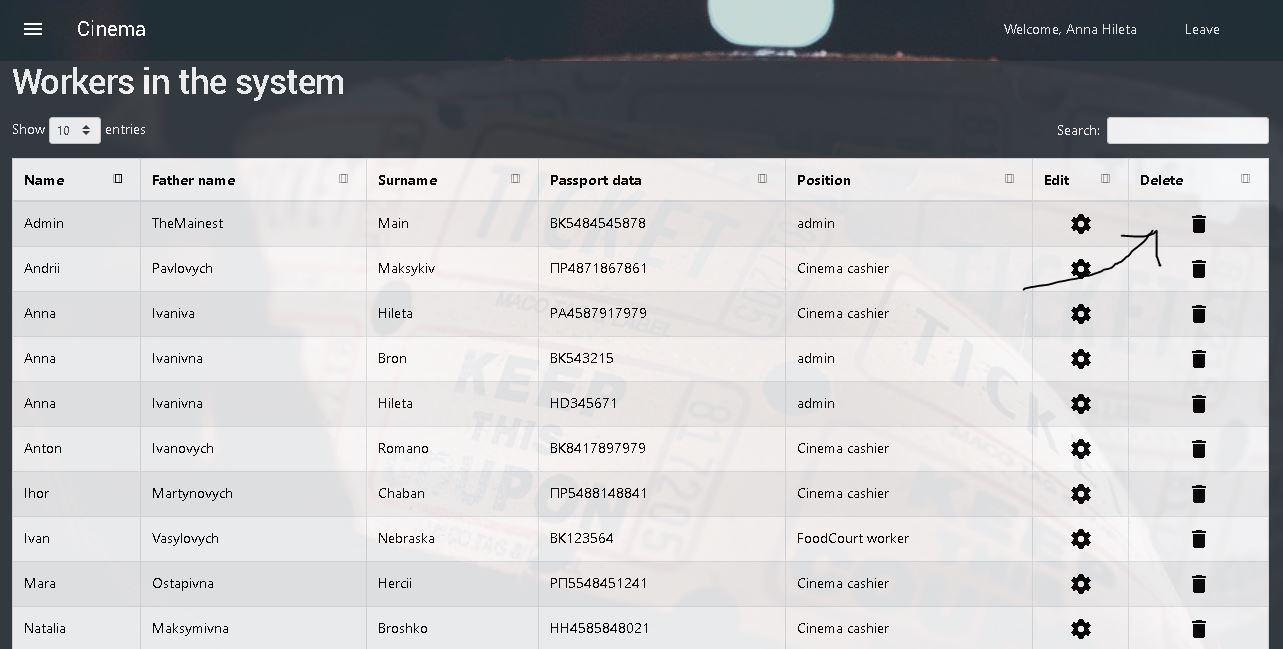 Cinema Welcome, Anna Hileta Leave
Workers in the system
Show 10 entries Search:
Name Father name Surname Passport data Position Edit Delete
Admin TheMainest Main BK5484545878 admin
Andrii Pavlovych Maksykiv ПР4871867861 Cinema cashier
Anna Ivaniva Hileta PA4587917979 Cinema cashier
Anna Ivanivna Bron BK543215 admin
Anna Ivanivna Hileta HD345671 admin
Anton Ivanovych Romano BK8417897979 Cinema cashier
Ihor Martynovych Chaban ПР5488148841 Cinema cashier
Ivan Vasylovych Nebraska BK123564 FoodCourt worker
Mara Ostapivna Hercii РП5548451241 Cinema cashier
Natalia Maksymivna Broshko HH4585848021 Cinema cashier
TICKET
KEEP
THIS
817205